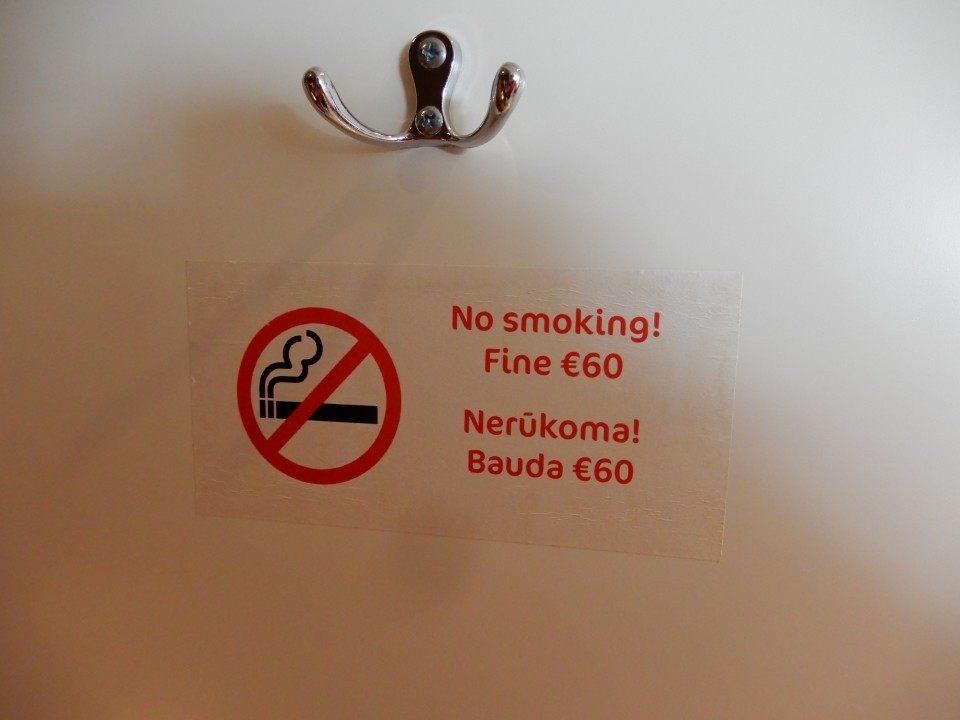 No smoking!
Fine €60
Nerūkoma!
Bauda €60